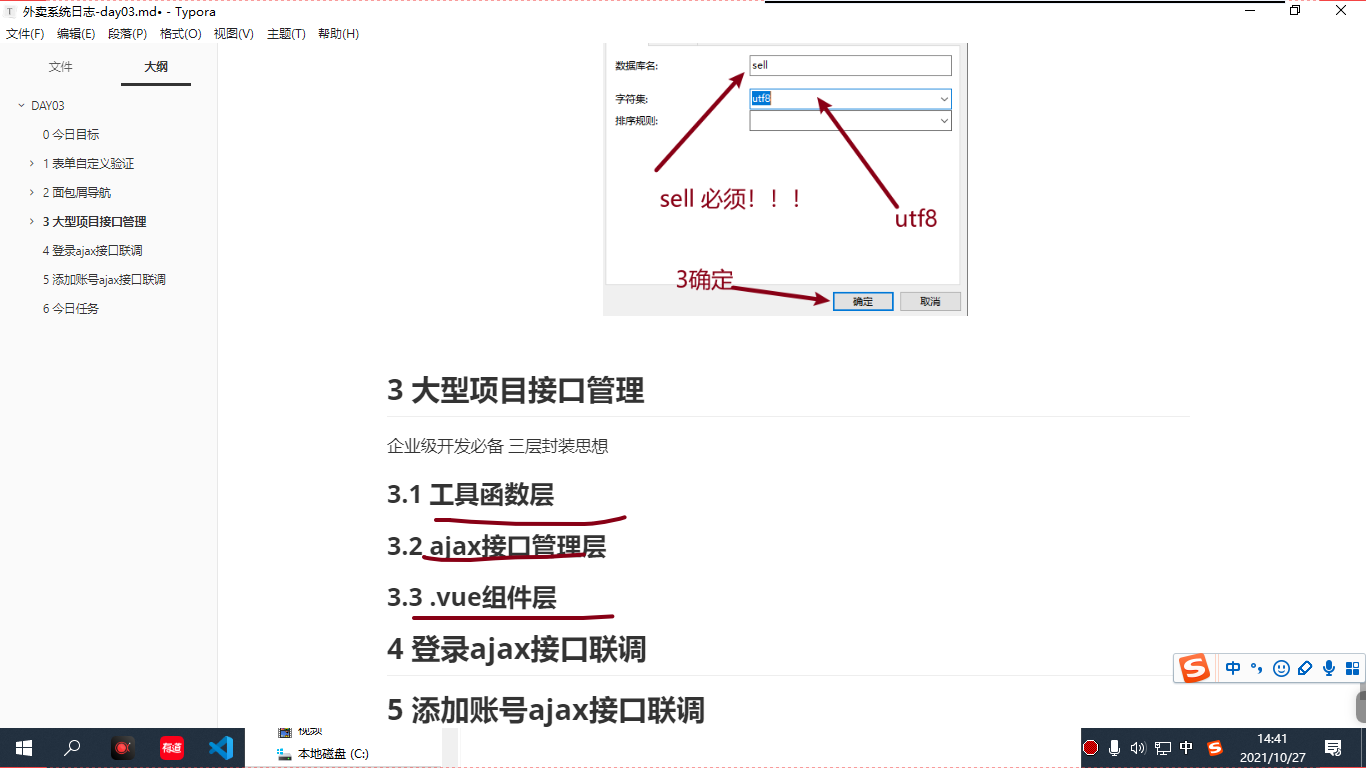 外卖系统日志-day03.md• - Typora
文件(F) 编辑(E) 段落(P) 格式(O) 视图(V) 主题(T) 帮助(H)
文件 大纲
DAY03
0 今日目标
1 表单自定义验证
2 面包屑导航
3 大型项目接口管理
4 登录ajax接口联调
5 添加账号ajax接口联调
6 今日任务
数据库名: sell
字符集: utf8
排序规则:
sell 必须！！！
utf8
3确定
确定 取消
3 大型项目接口管理
企业级开发必备 三层封装思想
3.1 工具函数层
3.2 ajax接口管理层
3.3 .vue组件层
4 登录ajax接口联调
5 添加账号ajax接口联调
中
视频
本地磁盘 (C:)
有道
中
14:41
2021/10/27